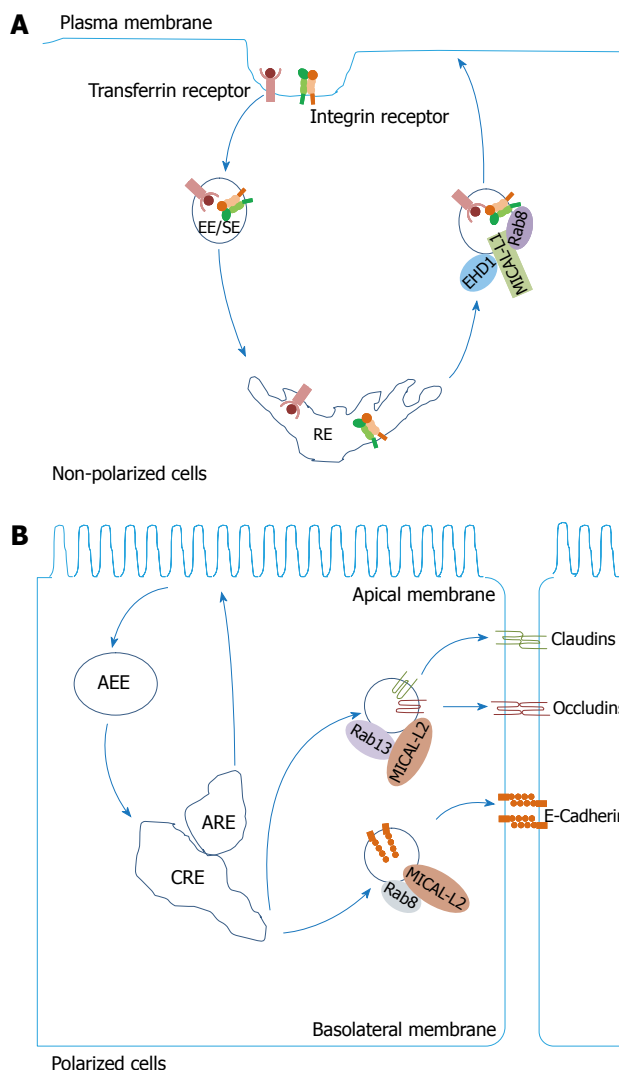 A
Plasma membrane
Transferrin receptor
Integrin receptor
EE/SE
Rab8
MICAL-L1
EHD1
RE
Non-polarized cells
B
Apical membrane
Claudins
AEE
Occludins
Rab13
MICAL-L2
ARE
E-Cadherin
CRE
MICAL-L2
Rab8
Basolateral membrane
Polarized cells